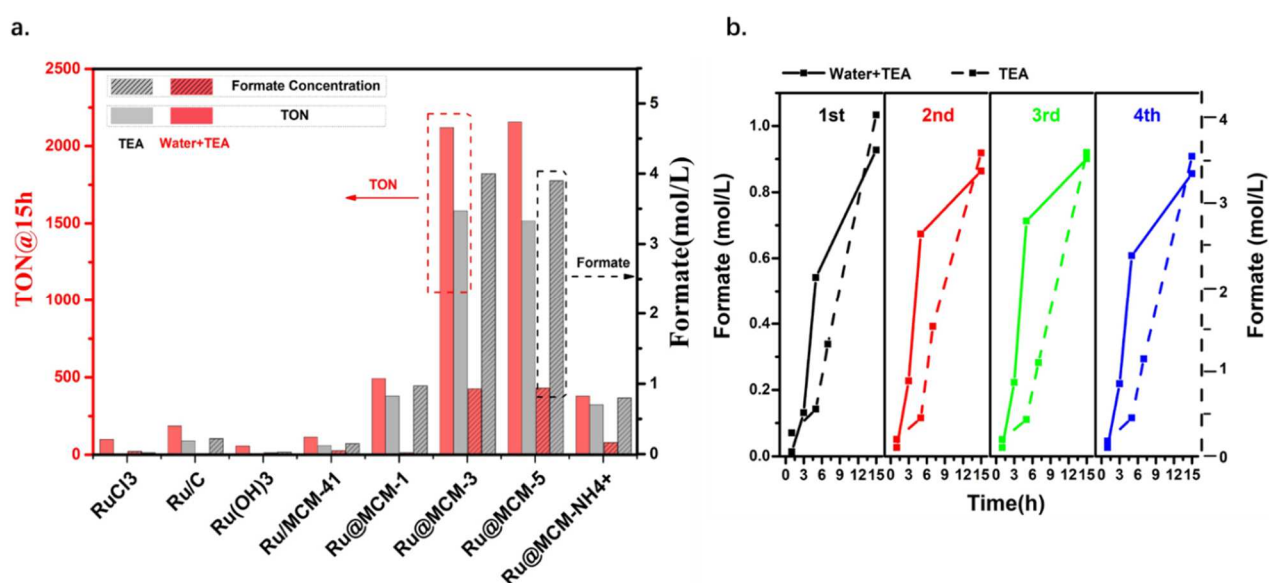 a.
2500
2000
1500
1000
500
0
TON@15h
Formate Concentration
TON
TEA Water+TEA
TON
Formate
5
4
3
2
1
0
Formate(mol/L)
RuCl3
Ru/C
Ru(OH)3
Ru/MCM-41
Ru@MCM-1
Ru@MCM-3
Ru@MCM-5
Ru@MCM-NH4+
b.
Water+TEA TEA
1st 2nd 3rd 4th
1.0
0.8
0.6
0.4
0.2
0.0
Formate (mol/L)
4
3
2
1
0
Formate (mol/L)
0 3 6 9 1215 0 3 6 9 1215 0 3 6 9 1215 0 3 6 9 1215
Time(h)